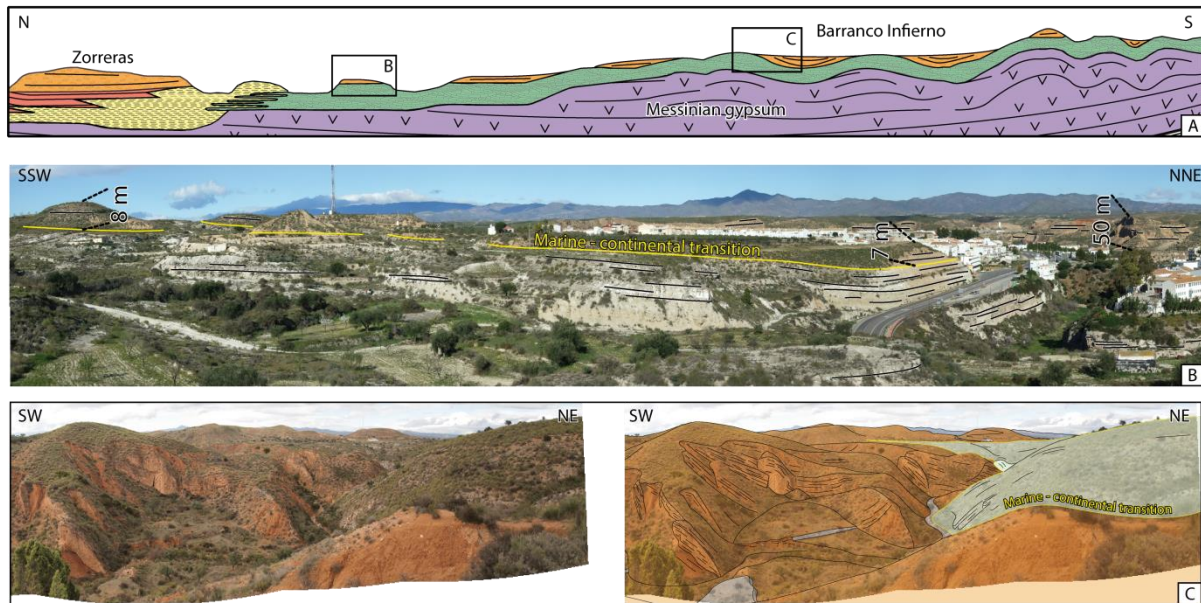 N
S
Zorreras
B
C
Barranco Infierno
Messinian gypsum
V V V V V V V V V V V V V V V V V V V V V V V V V V V V
A
SSW
NNE
8 m
Marine - continental transition
7 m
50 m
B
SW
NE
SW
NE
Marine - continental transition
C